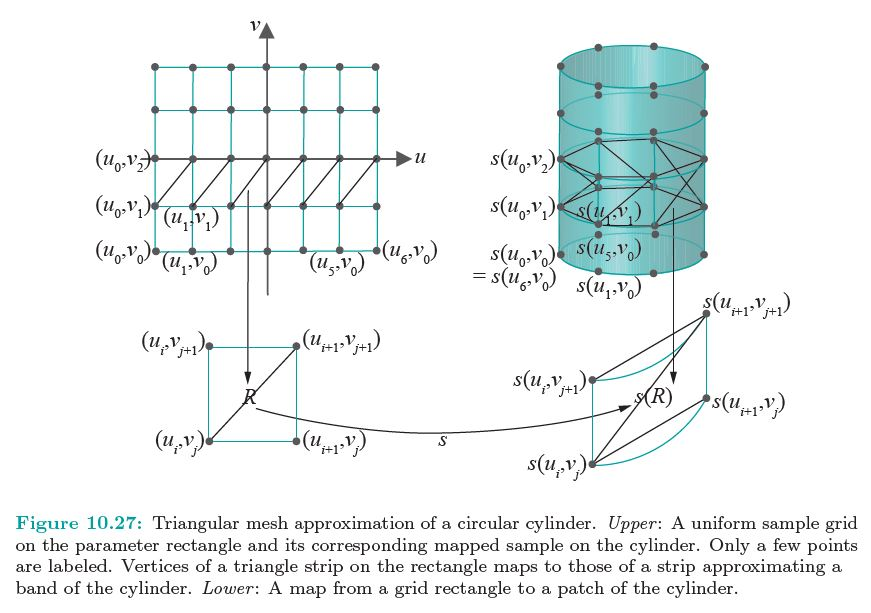 v
u
(u₀,v₂)
(u₀,v₁)
(u₁,v₁)
(u₀,v₀)
(u₁,v₀)
(u₅,v₀)
(u₆,v₀)
s(u₀,v₂)
s(u₀,v₁)
s(u₁,v₁)
s(u₀,v₀)
= s(u₆,v₀)
s(u₅,v₀)
s(u₁,v₀)
(uᵢ,vⱼ₊₁)
(uᵢ₊₁,vⱼ₊₁)
R
(uᵢ,vⱼ)
(uᵢ₊₁,vⱼ)
s
s(uᵢ₊₁,vⱼ₊₁)
s(uᵢ,vⱼ₊₁)
s(R)
s(uᵢ₊₁,vⱼ)
s(uᵢ,vⱼ)
Figure 10.27: Triangular mesh approximation of a circular cylinder. Upper: A uniform sample grid
on the parameter rectangle and its corresponding mapped sample on the cylinder. Only a few points
are labeled. Vertices of a triangle strip on the rectangle maps to those of a strip approximating a
band of the cylinder. Lower: A map from a grid rectangle to a patch of the cylinder.